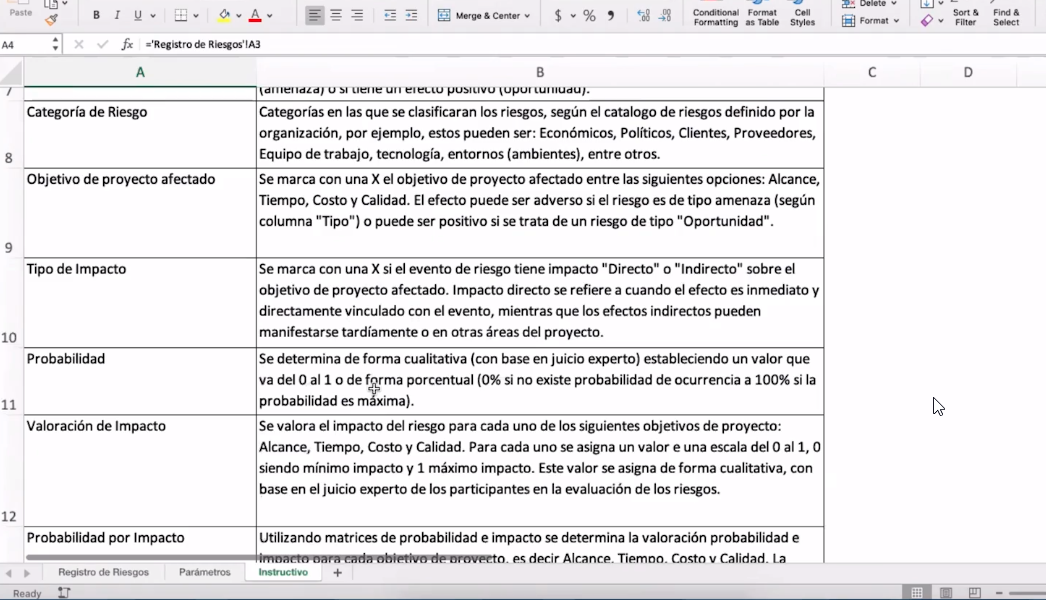 Paste
B I U
Merge & Center
$ % 9
Conditional Formatting
Format as Table
Cell Styles
Delete
Format
Sort & Filter
Find & Select
A4
fx ='Registro de Riesgos'!A3
A B C D
7
(amenaza) o si tiene un efecto positivo (oportunidad).
8
Categoría de Riesgo
Categorías en las que se clasificaran los riesgos, según el catalogo de riesgos definido por la
organización, por ejemplo, estos pueden ser: Económicos, Políticos, Clientes, Proveedores,
Equipo de trabajo, tecnología, entornos (ambientes), entre otros.
9
Objetivo de proyecto afectado
Se marca con una X el objetivo de proyecto afectado entre las siguientes opciones: Alcance,
Tiempo, Costo y Calidad. El efecto puede ser adverso si el riesgo es de tipo amenaza (según
columna "Tipo") o puede ser positivo si se trata de un riesgo de tipo "Oportunidad".
10
Tipo de Impacto
Se marca con una X si el evento de riesgo tiene impacto "Directo" o "Indirecto" sobre el
objetivo de proyecto afectado. Impacto directo se refiere a cuando el efecto es inmediato y
directamente vinculado con el evento, mientras que los efectos indirectos pueden
manifestarse tardíamente o en otras áreas del proyecto.
11
Probabilidad
Se determina de forma cualitativa (con base en juicio experto) estableciendo un valor que
va del 0 al 1 o de forma porcentual (0% si no existe probabilidad de ocurrencia a 100% si la
probabilidad es máxima).
12
Valoración de Impacto
Se valora el impacto del riesgo para cada uno de los siguientes objetivos de proyecto:
Alcance, Tiempo, Costo y Calidad. Para cada uno se asigna un valor e una escala del 0 al 1, 0
siendo mínimo impacto y 1 máximo impacto. Este valor se asigna de forma cualitativa, con
base en el juicio experto de los participantes en la evaluación de los riesgos.
Probabilidad por Impacto
Utilizando matrices de probabilidad e impacto se determina la valoración probabilidad e
impacto para cada objetivo de proyecto, es decir Alcance, Tiempo, Costo y Calidad. La
Registro de Riesgos
Parámetros
Instructivo
Ready